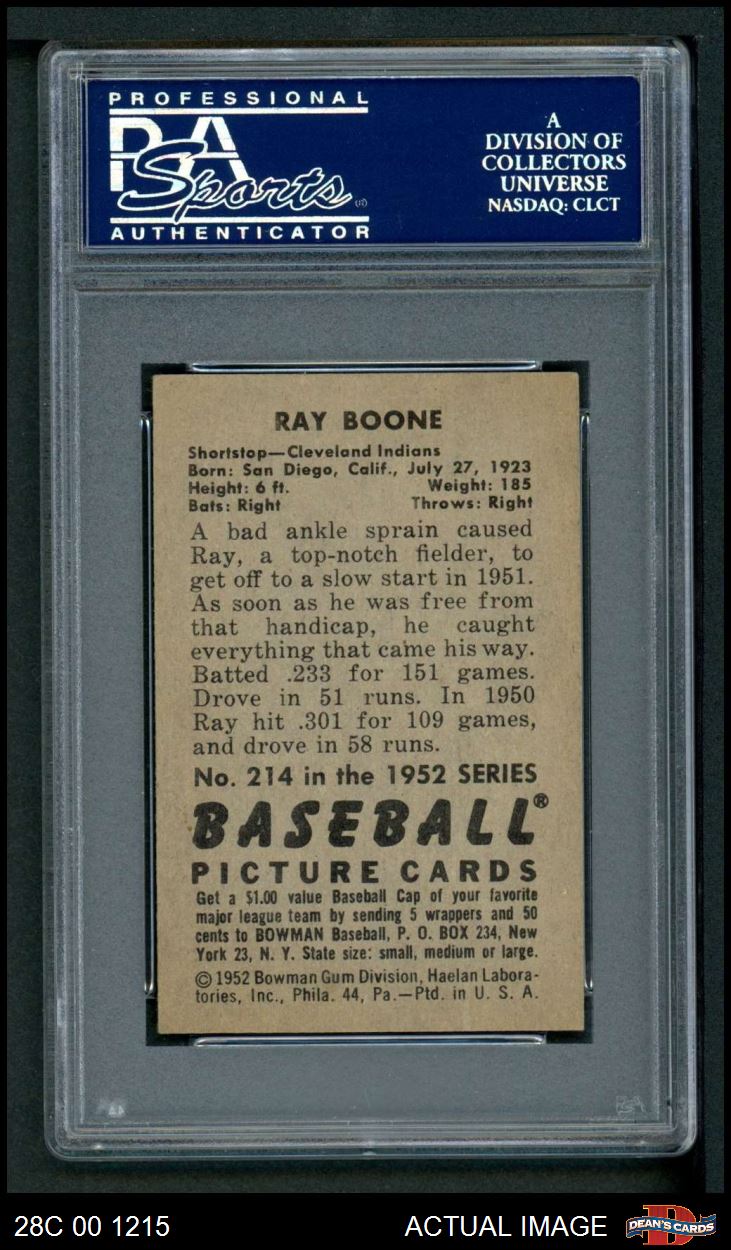 PROFESSIONAL
PSA
Sports
AUTHENTICATOR
A
DIVISION OF
COLLECTORS
UNIVERSE
NASDAQ: CLCT
RAY BOONE
Shortstop—Cleveland Indians
Born: San Diego, Calif., July 27, 1923
Height: 6 ft. Weight: 185
Bats: Right Throws: Right
A bad ankle sprain caused
Ray, a top-notch fielder, to
get off to a slow start in 1951.
As soon as he was free from
that handicap, he caught
everything that came his way.
Batted .233 for 151 games.
Drove in 51 runs. In 1950
Ray hit .301 for 109 games,
and drove in 58 runs.
No. 214 in the 1952 SERIES
BASEBALL®
PICTURE CARDS
Get a $1.00 value Baseball Cap of your favorite
major league team by sending 5 wrappers and 50
cents to BOWMAN Baseball, P. O. BOX 234, New
York 23, N. Y. State size: small, medium or large.
© 1952 Bowman Gum Division, Haelan Labora-
tories, Inc., Phila. 44, Pa.—Ptd. in U. S. A.
28C 00 1215
ACTUAL IMAGE
DEAN'S CARDS